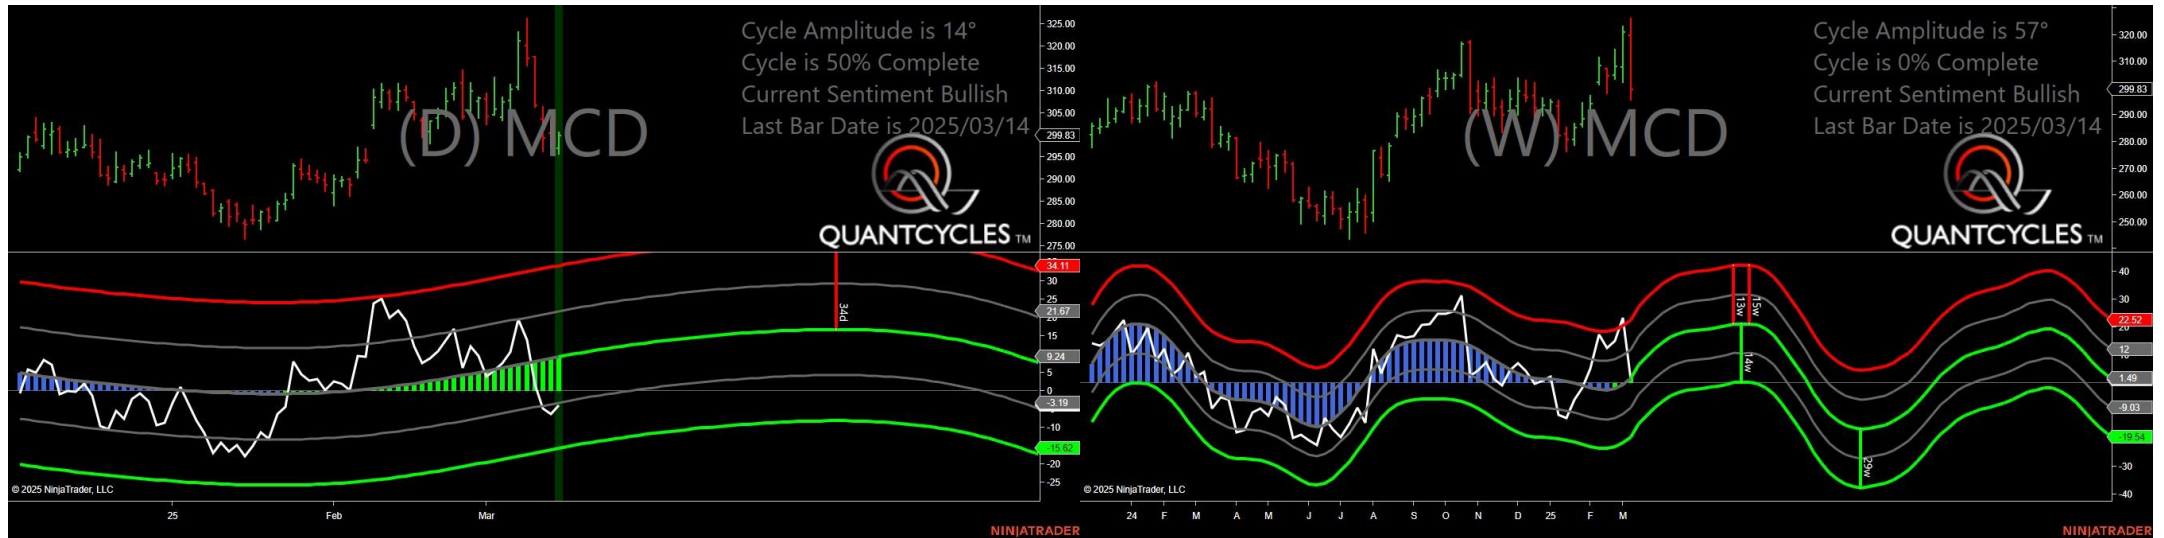 Cycle Amplitude is 14°
Cycle is 50% Complete
Current Sentiment Bullish
Last Bar Date is 2025/03/14
(D) MCD
QUANTCYCLES TM
325.00
320.00
315.00
310.00
305.00
299.83
295.00
290.00
285.00
280.00
275.00
34.11
30
25
21.67
20
15
9.24
5
0
-3.19
-10
-15.62
-20
-25
34d
© 2025 NinjaTrader, LLC
25
Feb
Mar
NINJATRADER
Cycle Amplitude is 57°
Cycle is 0% Complete
Current Sentiment Bullish
Last Bar Date is 2025/03/14
(W) MCD
QUANTCYCLES TM
320.00
310.00
299.83
290.00
280.00
270.00
260.00
250.00
40
30
22.52
20
12
1.49
-9.03
-19.54
-30
-40
13w
15w
14w
29w
© 2025 NinjaTrader, LLC
24 F M A M J J A S O N D 25 F M
NINJATRADER